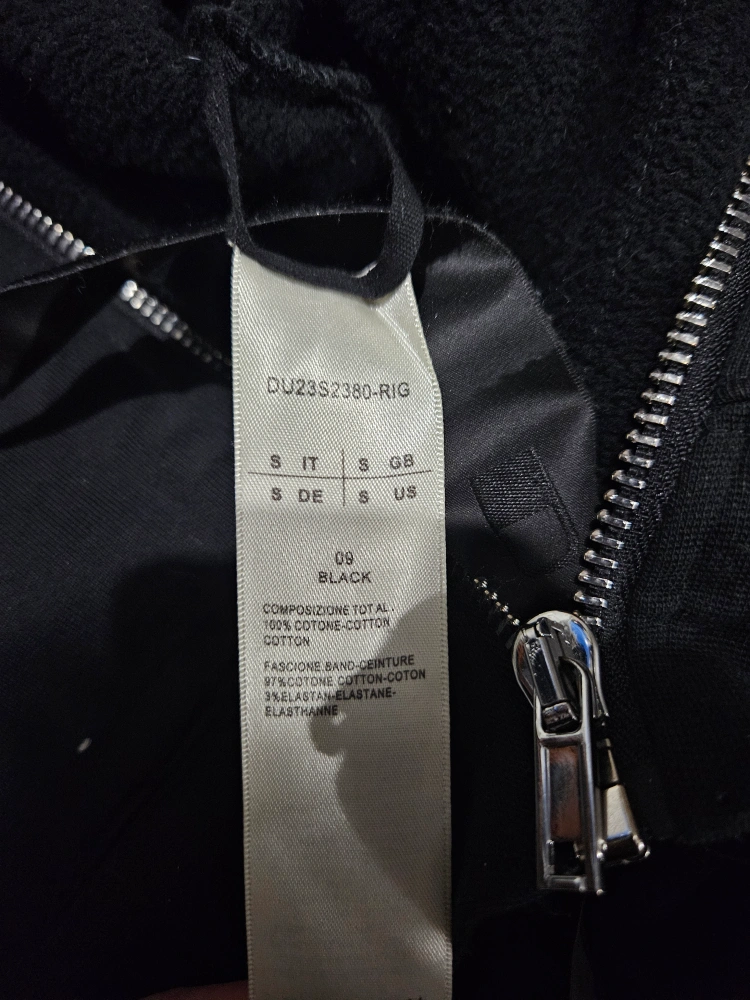 DU23S2380-RIG
S IT S GB
S DE S US
09
BLACK
COMPOSIZIONE TOTAL.
100% COTONE-COTTON
COTTON
FASCIONE.BAND-CEINTURE
97%COTONE.COTTON-COTON
3%ELASTAN-ELASTANE-
ELASTHANNE